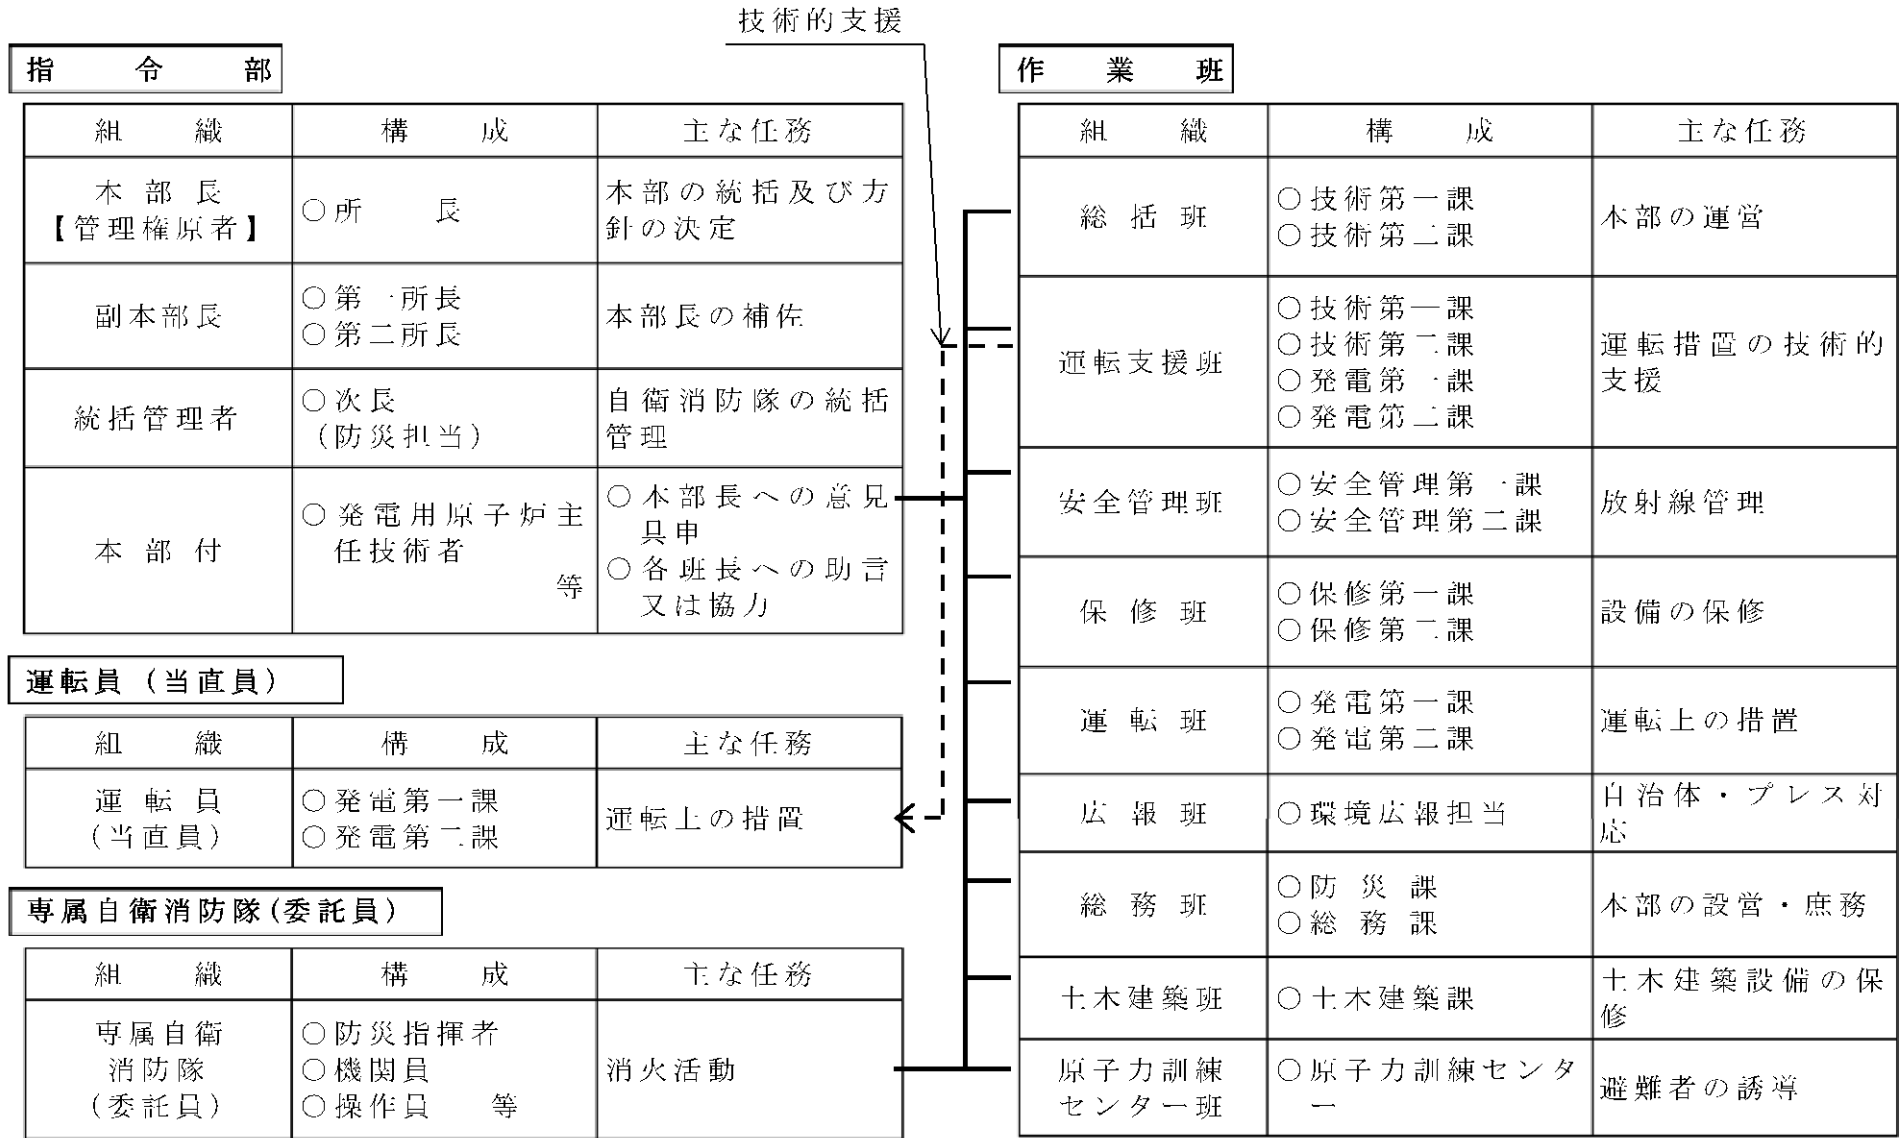 技術的支援
指令部
組織 構成 主な任務
本部長
【管理権原者】
○所長
本部の統括及び方
針の決定
副本部長
○第一所長
○第二所長
本部長の補佐
統括管理者
○次長
(防災担当)
自衛消防隊の統括
管理
本部付
○発電用原子炉主
任技術者
等
○本部長への意見
具申
○各班長への助言
又は協力
運転員(当直員)
組織 構成 主な任務
運転員
(当直員)
○発電第一課
○発電第二課
運転上の措置
専属自衛消防隊(委託員)
組織 構成 主な任務
専属自衛
消防隊
(委託員)
○防災指揮者
○機関員
○操作員 等
消火活動
作業班
組織 構成 主な任務
総括班
○技術第一課
○技術第二課
本部の運営
運転支援班
○技術第一課
○技術第二課
○発電第一課
○発電第二課
運転措置の技術的
支援
安全管理班
○安全管理第一課
○安全管理第二課
放射線管理
保修班
○保修第一課
○保修第二課
設備の保修
運転班
○発電第一課
○発電第二課
運転上の措置
広報班
○環境広報担当
自治体・プレス対
応
総務班
○防災課
○総務課
本部の設営・庶務
土木建築班
○土木建築課
土木建築設備の保
修
原子力訓練
センター班
○原子力訓練センタ
ー
避難者の誘導